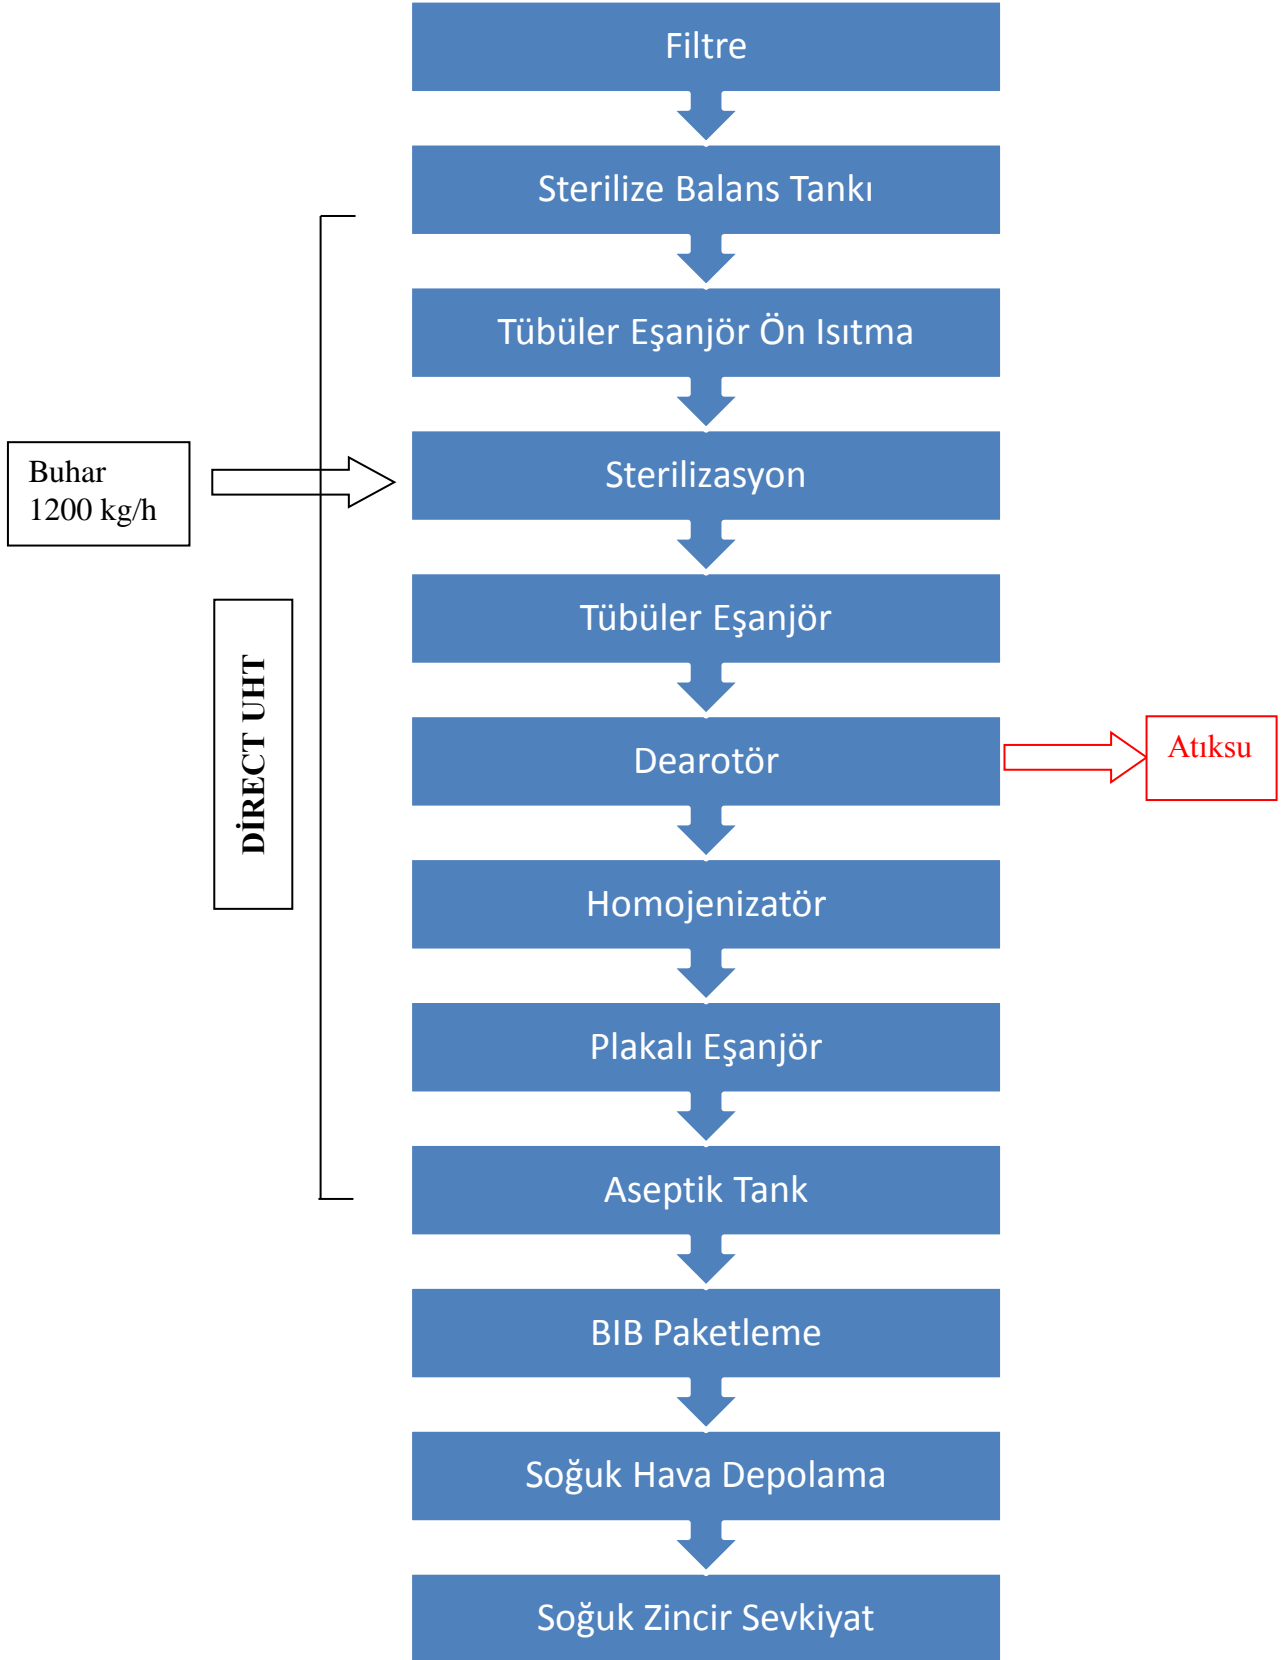 Filtre
Sterilize Balans Tankı
Tübüler Eşanjör Ön Isıtma
Buhar
1200 kg/h
Sterilizasyon
Tübüler Eşanjör
DİRECT UHT
Dearotör
Atıksu
Homojenizatör
Plakalı Eşanjör
Aseptik Tank
BIB Paketleme
Soğuk Hava Depolama
Soğuk Zincir Sevkiyat